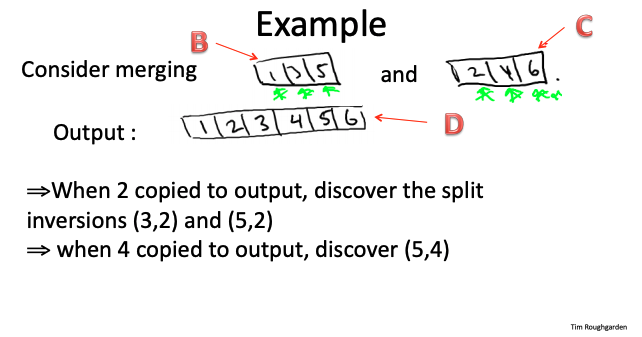 Example
B
C
Consider merging 1 3 5 and 2 4 6 .
Output : 1 2 3 4 5 6
D
⇒When 2 copied to output, discover the split
inversions (3,2) and (5,2)
⇒ when 4 copied to output, discover (5,4)
Tim Roughgarden